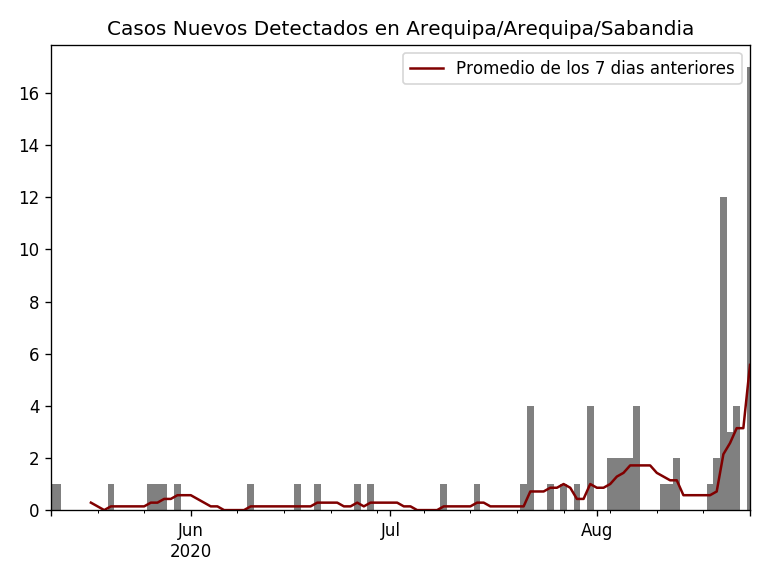 Casos Nuevos Detectados en Arequipa/Arequipa/Sabandia
Promedio de los 7 dias anteriores
16
14
12
10
8
6
4
2
0
Jun
2020
Jul
Aug